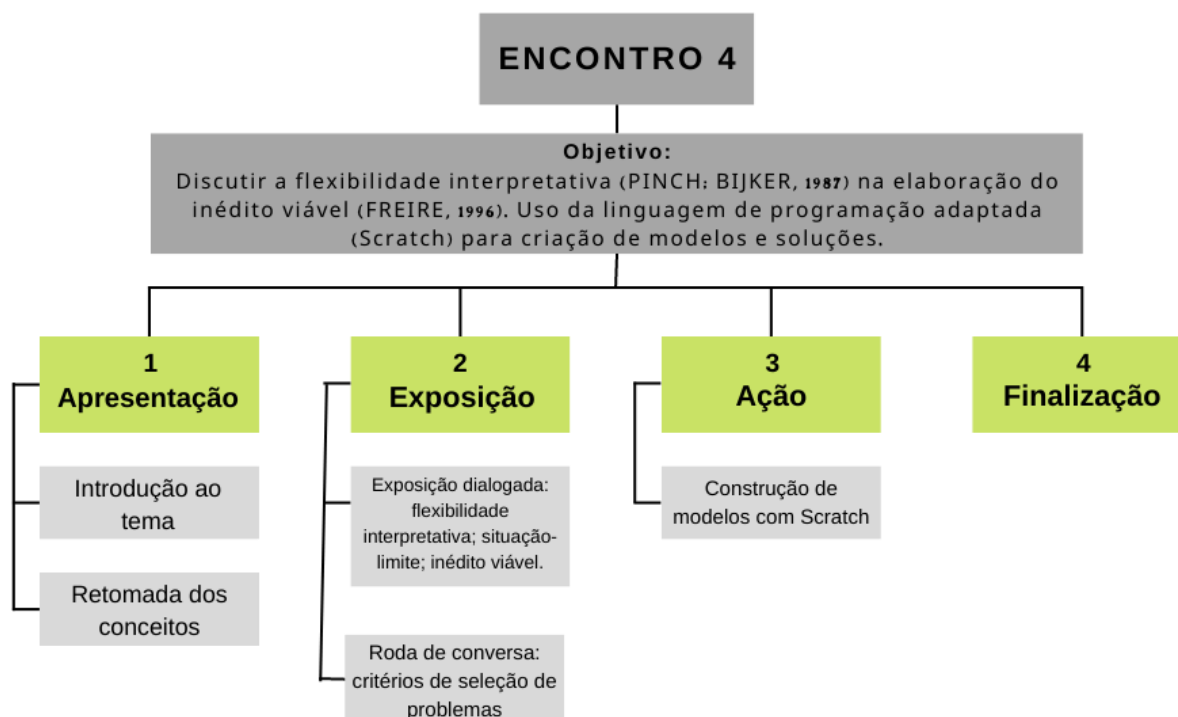 ENCONTRO 4
Objetivo:
Discutir a flexibilidade interpretativa (PINCH; BIJKER, 1987) na elaboração do
inédito viável (FREIRE, 1996). Uso da linguagem de programação adaptada
(Scratch) para criação de modelos e soluções.
1
Apresentação
Introdução ao
tema
Retomada dos
conceitos
2
Exposição
Exposição dialogada:
flexibilidade
interpretativa; situação-
limite; inédito viável.
Roda de conversa:
critérios de seleção de
problemas
3
Ação
Construção de
modelos com Scratch
4
Finalização